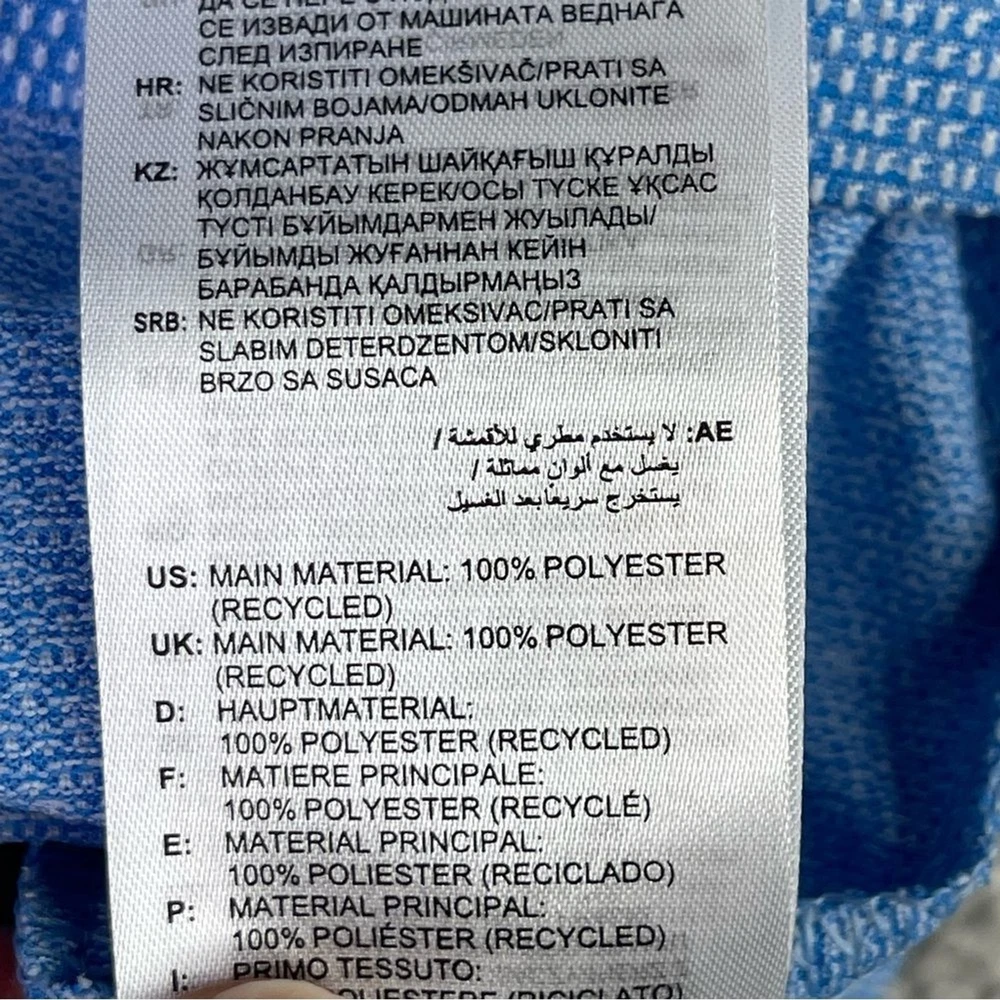 ДА СЕ
СЕ ИЗВАДИ ОТ МАШИНАТА ВЕДНАГА
СЛЕД ИЗПИРАНЕ
HR: NE KORISTITI OMEKŠIVAČ/PRATI SA
SLIČNIM BOJAMA/ODMAH UKLONITE
NAKON PRANJA
KZ: ЖҰМСАРТАТЫН ШАЙҚАҒЫШ ҚҰРАЛДЫ
ҚОЛДАНБАУ КЕРЕК/ОСЫ ТҮСКЕ ҰҚСАС
ТҮСТІ БҰЙЫМДАРМЕН ЖУЫЛАДЫ/
БҰЙЫМДЫ ЖУҒАННАН КЕЙІН
БАРАБАНДА ҚАЛДЫРМАҢЫЗ
SRB: NE KORISTITI OMEKSIVAC/PRATI SA
SLABIM DETERDZENTOM/SKLONITI
BRZO SA SUSACA
AE: لا يستخدم مطري للأقمشة /
يغسل مع ألوان مماثلة /
يستخرج سريعًا بعد الغسيل
US: MAIN MATERIAL: 100% POLYESTER
(RECYCLED)
UK: MAIN MATERIAL: 100% POLYESTER
(RECYCLED)
D: HAUPTMATERIAL:
100% POLYESTER (RECYCLED)
F: MATIERE PRINCIPALE:
100% POLYESTER (RECYCLÉ)
E: MATERIAL PRINCIPAL:
100% POLIESTER (RECICLADO)
P: MATERIAL PRINCIPAL:
100% POLIÉSTER (RECYCLED)
I: PRIMO TESSUTO: